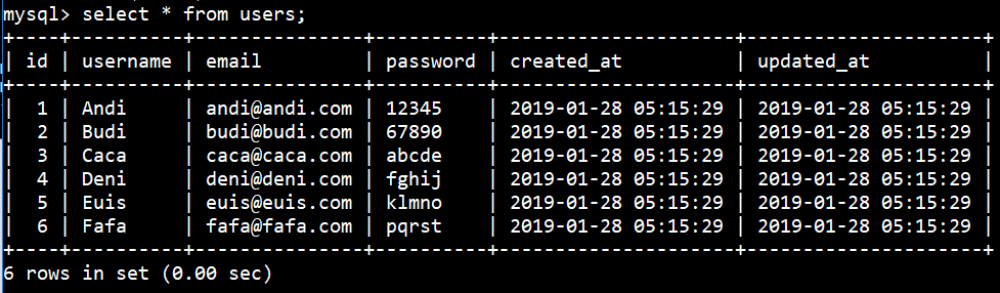 mysql> select * from users;
+----+----------+---------------+----------+---------------------+---------------------+
| id | username | email         | password | created_at          | updated_at          |
+----+----------+---------------+----------+---------------------+---------------------+
|  1 | Andi     | andi@andi.com | 12345    | 2019-01-28 05:15:29 | 2019-01-28 05:15:29 |
|  2 | Budi     | budi@budi.com | 67890    | 2019-01-28 05:15:29 | 2019-01-28 05:15:29 |
|  3 | Caca     | caca@caca.com | abcde    | 2019-01-28 05:15:29 | 2019-01-28 05:15:29 |
|  4 | Deni     | deni@deni.com | fghij    | 2019-01-28 05:15:29 | 2019-01-28 05:15:29 |
|  5 | Euis     | euis@euis.com | klmno    | 2019-01-28 05:15:29 | 2019-01-28 05:15:29 |
|  6 | Fafa     | fafa@fafa.com | pqrst    | 2019-01-28 05:15:29 | 2019-01-28 05:15:29 |
+----+----------+---------------+----------+---------------------+---------------------+
6 rows in set (0.00 sec)